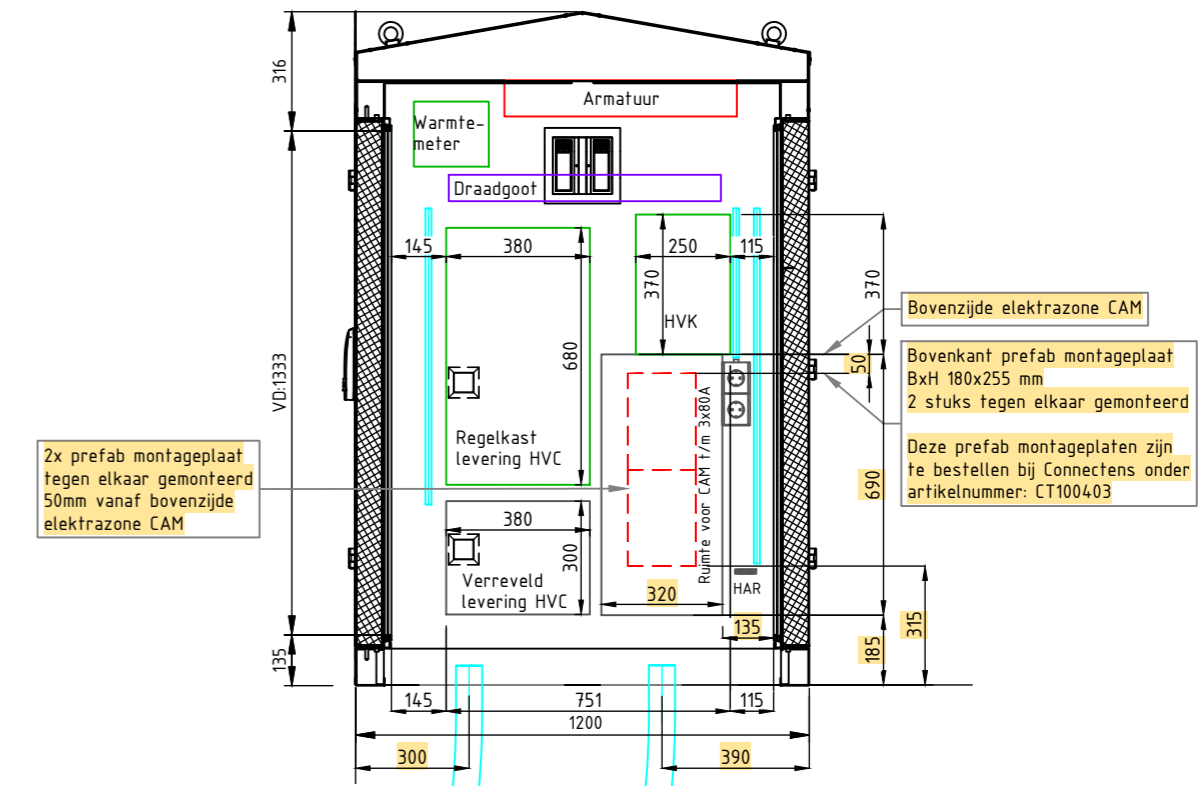 316
Armatuur
Warmte-
meter
Draadgoot
145
380
250
115
370
370
HVK
680
VD:1333
50
Bovenzijde elektrazone CAM
Bovenkant prefab montageplaat
BxH 180x255 mm
2 stuks tegen elkaar gemonteerd
Deze prefab montageplaten zijn
te bestellen bij Connectens onder
artikelnummer: CT100403
Regelkast
levering HVC
2x prefab montageplaat
tegen elkaar gemonteerd
50mm vanaf bovenzijde
elektrazone CAM
Ruimte voor CAM t/m 3x80A
690
380
300
Verreveld
levering HVC
320
HAR
135
315
185
135
145
751
115
1200
300
390